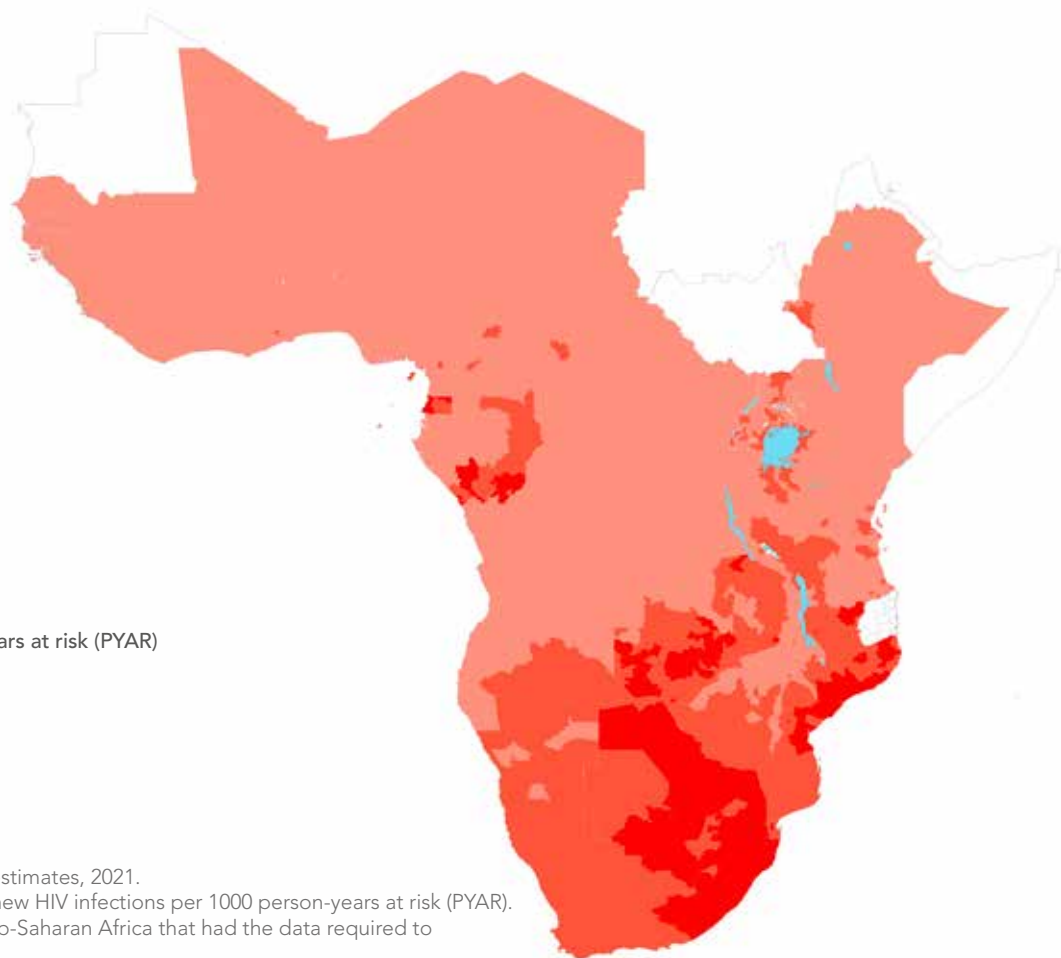 ars at risk (PYAR)
stimates, 2021.
new HIV infections per 1000 person-years at risk (PYAR).
o-Saharan Africa that had the data required to